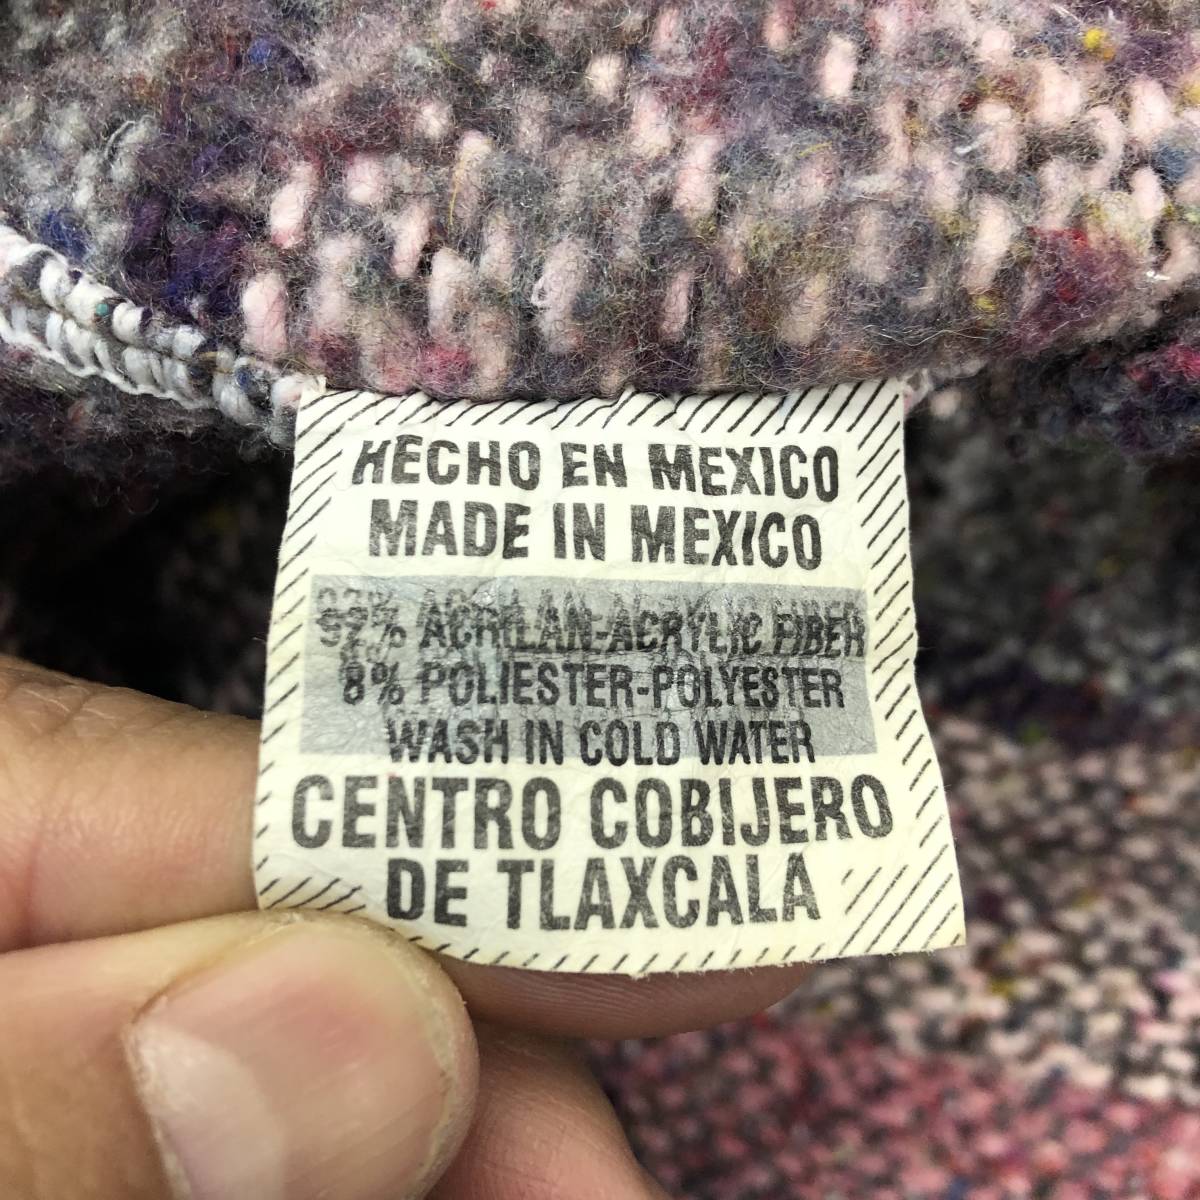 HECHO EN MEXICO
MADE IN MEXICO
92% ACRILAN-ACRYLIC FIBER
8% POLIESTER-POLYESTER
WASH IN COLD WATER
CENTRO COBIJERO
DE TLAXCALA